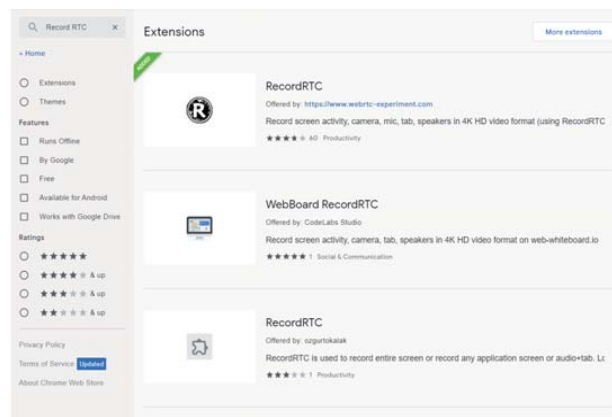 Record RTC
« Home
Extensions
Themes
Features
Runs Offline
By Google
Free
Available for Android
Works with Google Drive
Ratings
& up
& up
& up
Privacy Policy
Terms of Service Updated
About Chrome Web Store
Extensions
More extensions
ADDED
RecordRTC
Offered by: https://www.webrtc-experiment.com
Record screen activity, camera, mic, tab, speakers in 4K HD video format (using RecordRTC
60 Productivity
WebBoard RecordRTC
Offered by: CodeLabs Studio
Record screen activity, camera, tab, speakers in 4K HD video format on web-whiteboard.io
1 Social & Communication
RecordRTC
Offered by: ozgurtokalak
RecordRTC is used to record entire screen or record any application screen or audio+tab. Lo
1 Productivity